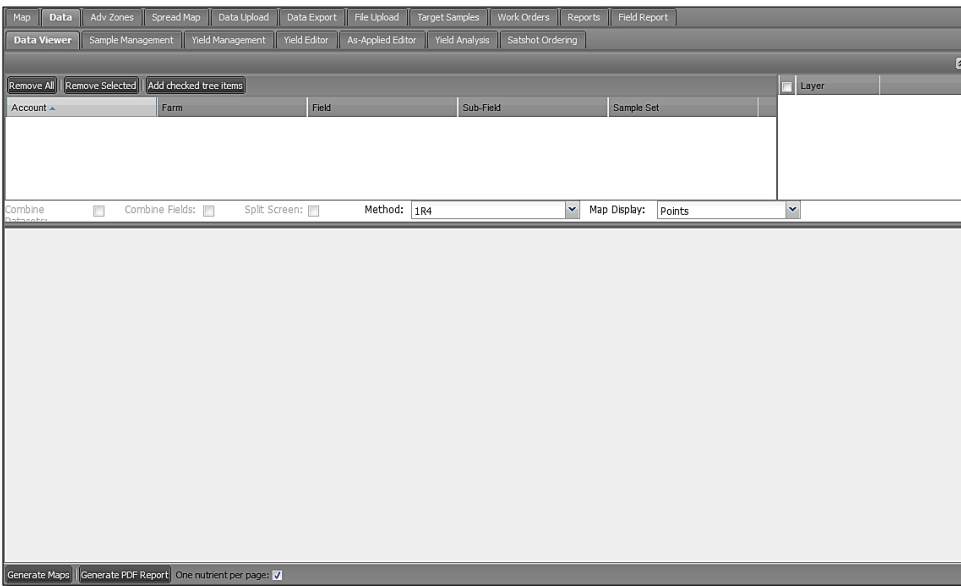 Map Data Adv Zones Spread Map Data Upload Data Export File Upload Target Samples Work Orders Reports Field Report
Data Viewer Sample Management Yield Management Yield Editor As-Applied Editor Yield Analysis Satshot Ordering
Remove All Remove Selected Add checked tree items
Layer
Account Farm Field Sub-Field Sample Set
Combine Datasets: Combine Fields: Split Screen: Method: 1R4 Map Display: Points
Generate Maps Generate PDF Report One nutrient per page: